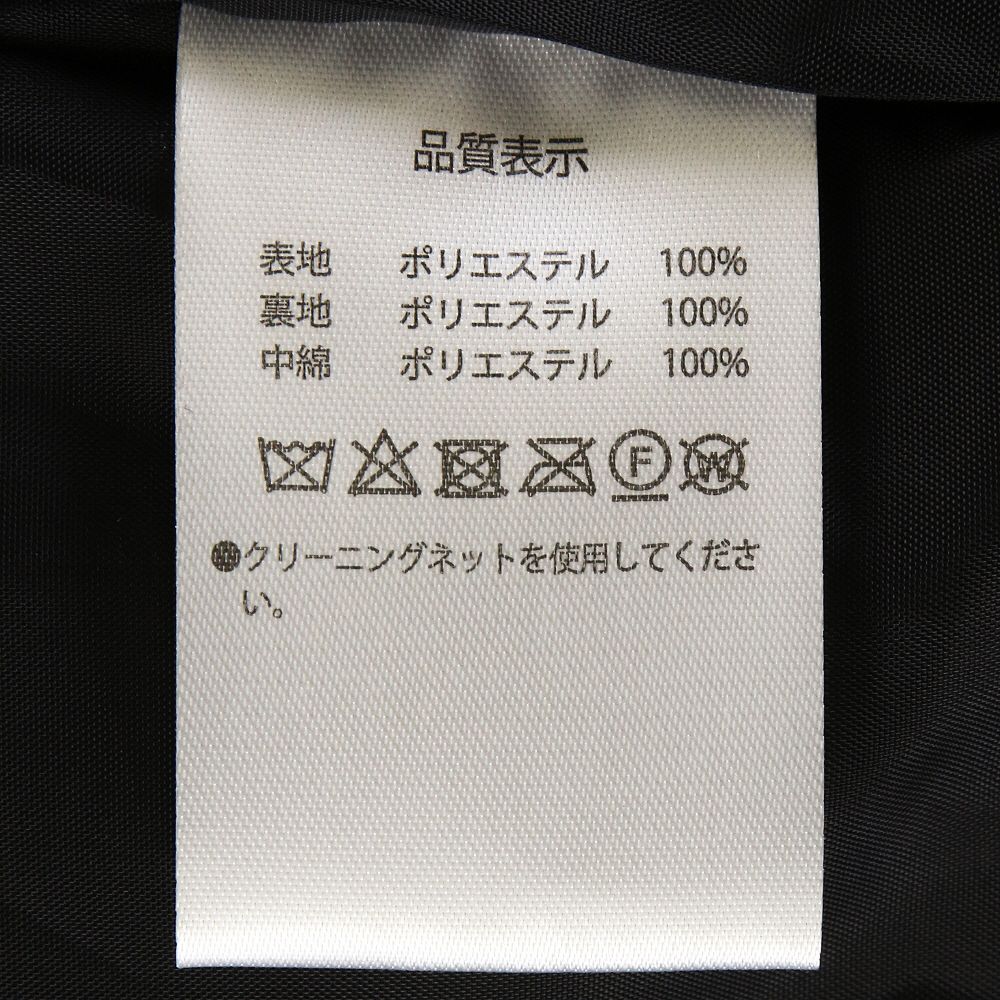 品質表示
表地 ポリエステル 100%
裏地 ポリエステル 100%
中綿 ポリエステル 100%
F W
●クリーニングネットを使用してくださ
い。